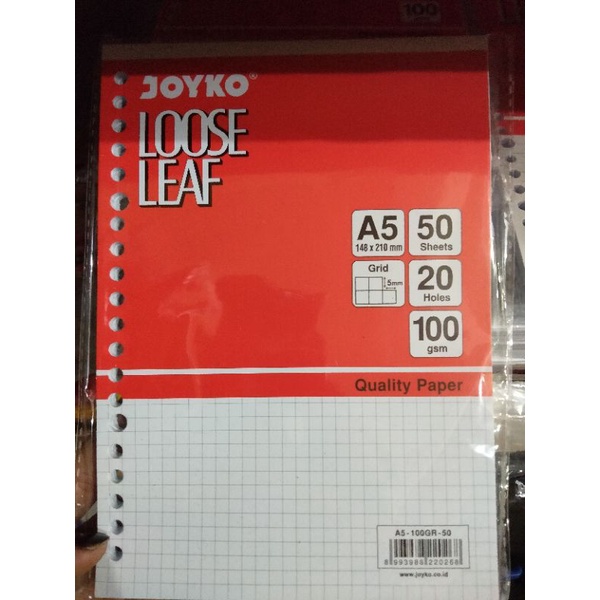 100
JOYKO®
LOOSE
LEAF
A5
148 x 210 mm
50
Sheets
Grid
5mm
20
Holes
100
gsm
Quality Paper
A5-100GR-50
8993988220268
www.joyko.co.id